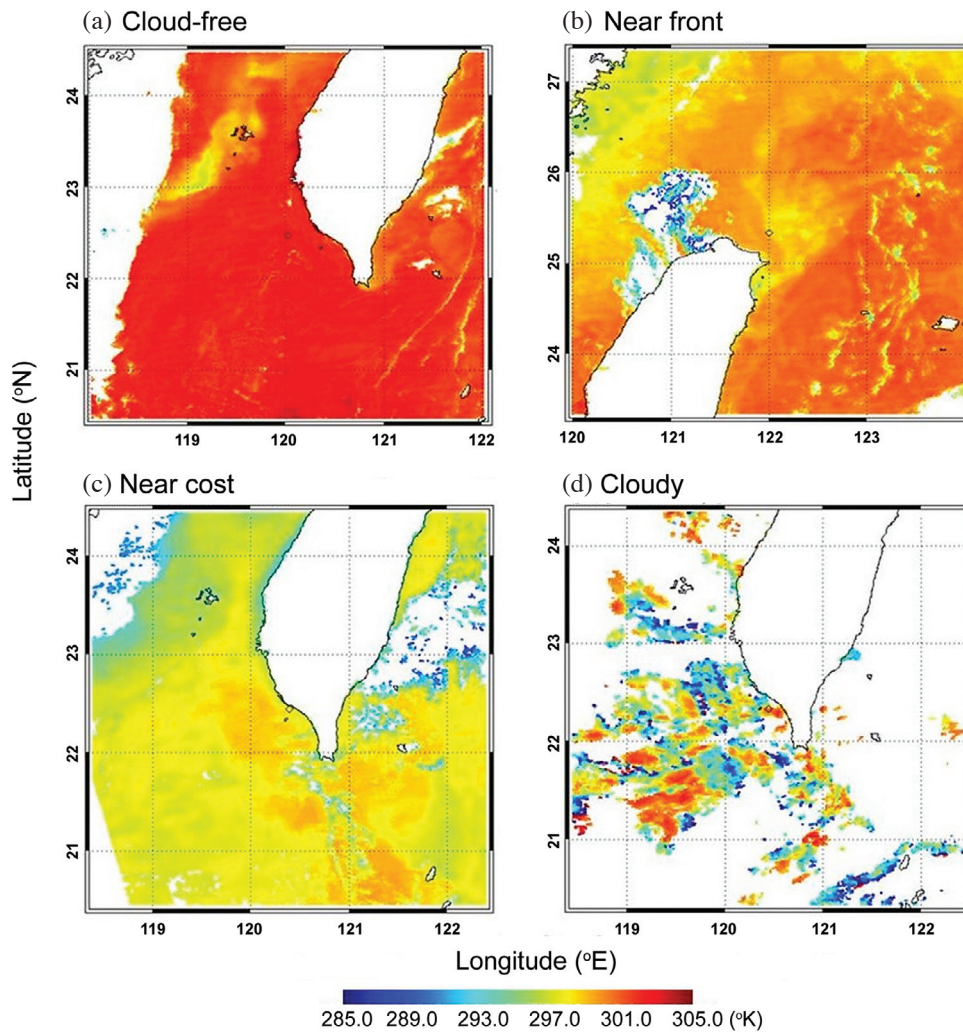 (a) Cloud-free
(b) Near front
24
23
22
21
119 120 121 122
27
26
25
24
120 121 122 123
Latitude (°N)
(c) Near cost
(d) Cloudy
24
23
22
21
119 120 121 122
24
23
22
21
119 120 121 122
Longitude (°E)
285.0 289.0 293.0 297.0 301.0 305.0 (°K)